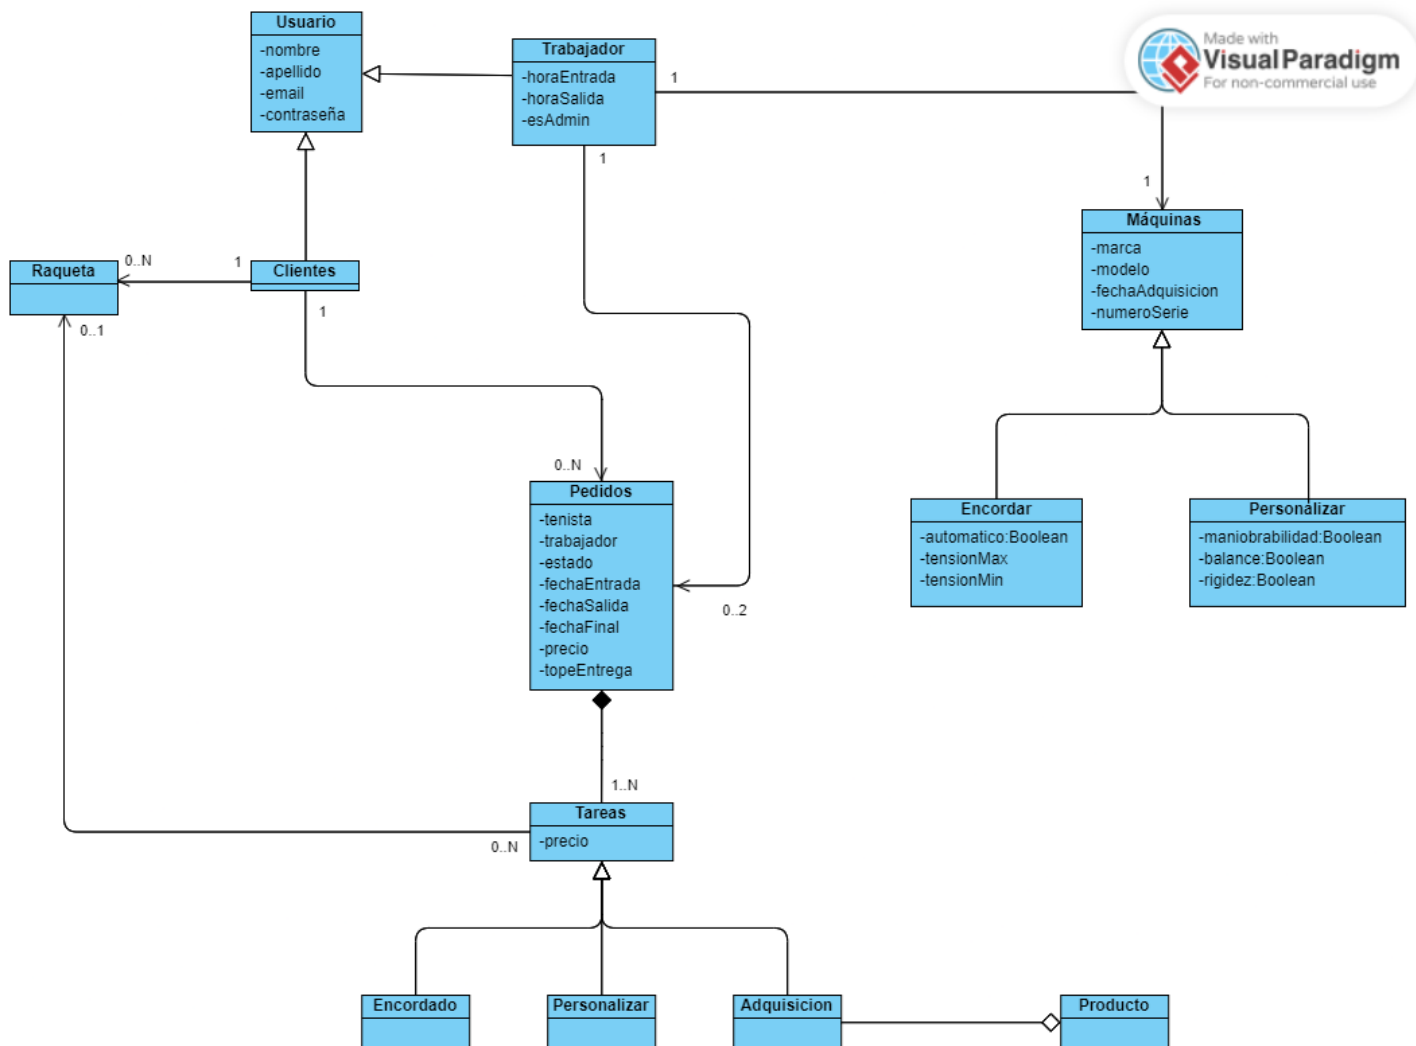 Usuario
-nombre
-apellido
-email
-contraseña
Trabajador
-horaEntrada
-horaSalida
-esAdmin
1
1
Made with
Visual Paradigm
For non-commercial use
1
Máquinas
-marca
-modelo
-fechaAdquisicion
-numeroSerie
Raqueta
0..N
1
Clientes
1
0..1
0..N
Pedidos
-tenista
-trabajador
-estado
-fechaEntrada
-fechaSalida
-fechaFinal
-precio
-topeEntrega
0..2
Encordar
-automatico:Boolean
-tensionMax
-tensionMin
Personalizar
-maniobrabilidad:Boolean
-balance:Boolean
-rigidez:Boolean
1..N
Tareas
-precio
0..N
Encordado
Personalizar
Adquisicion
Producto